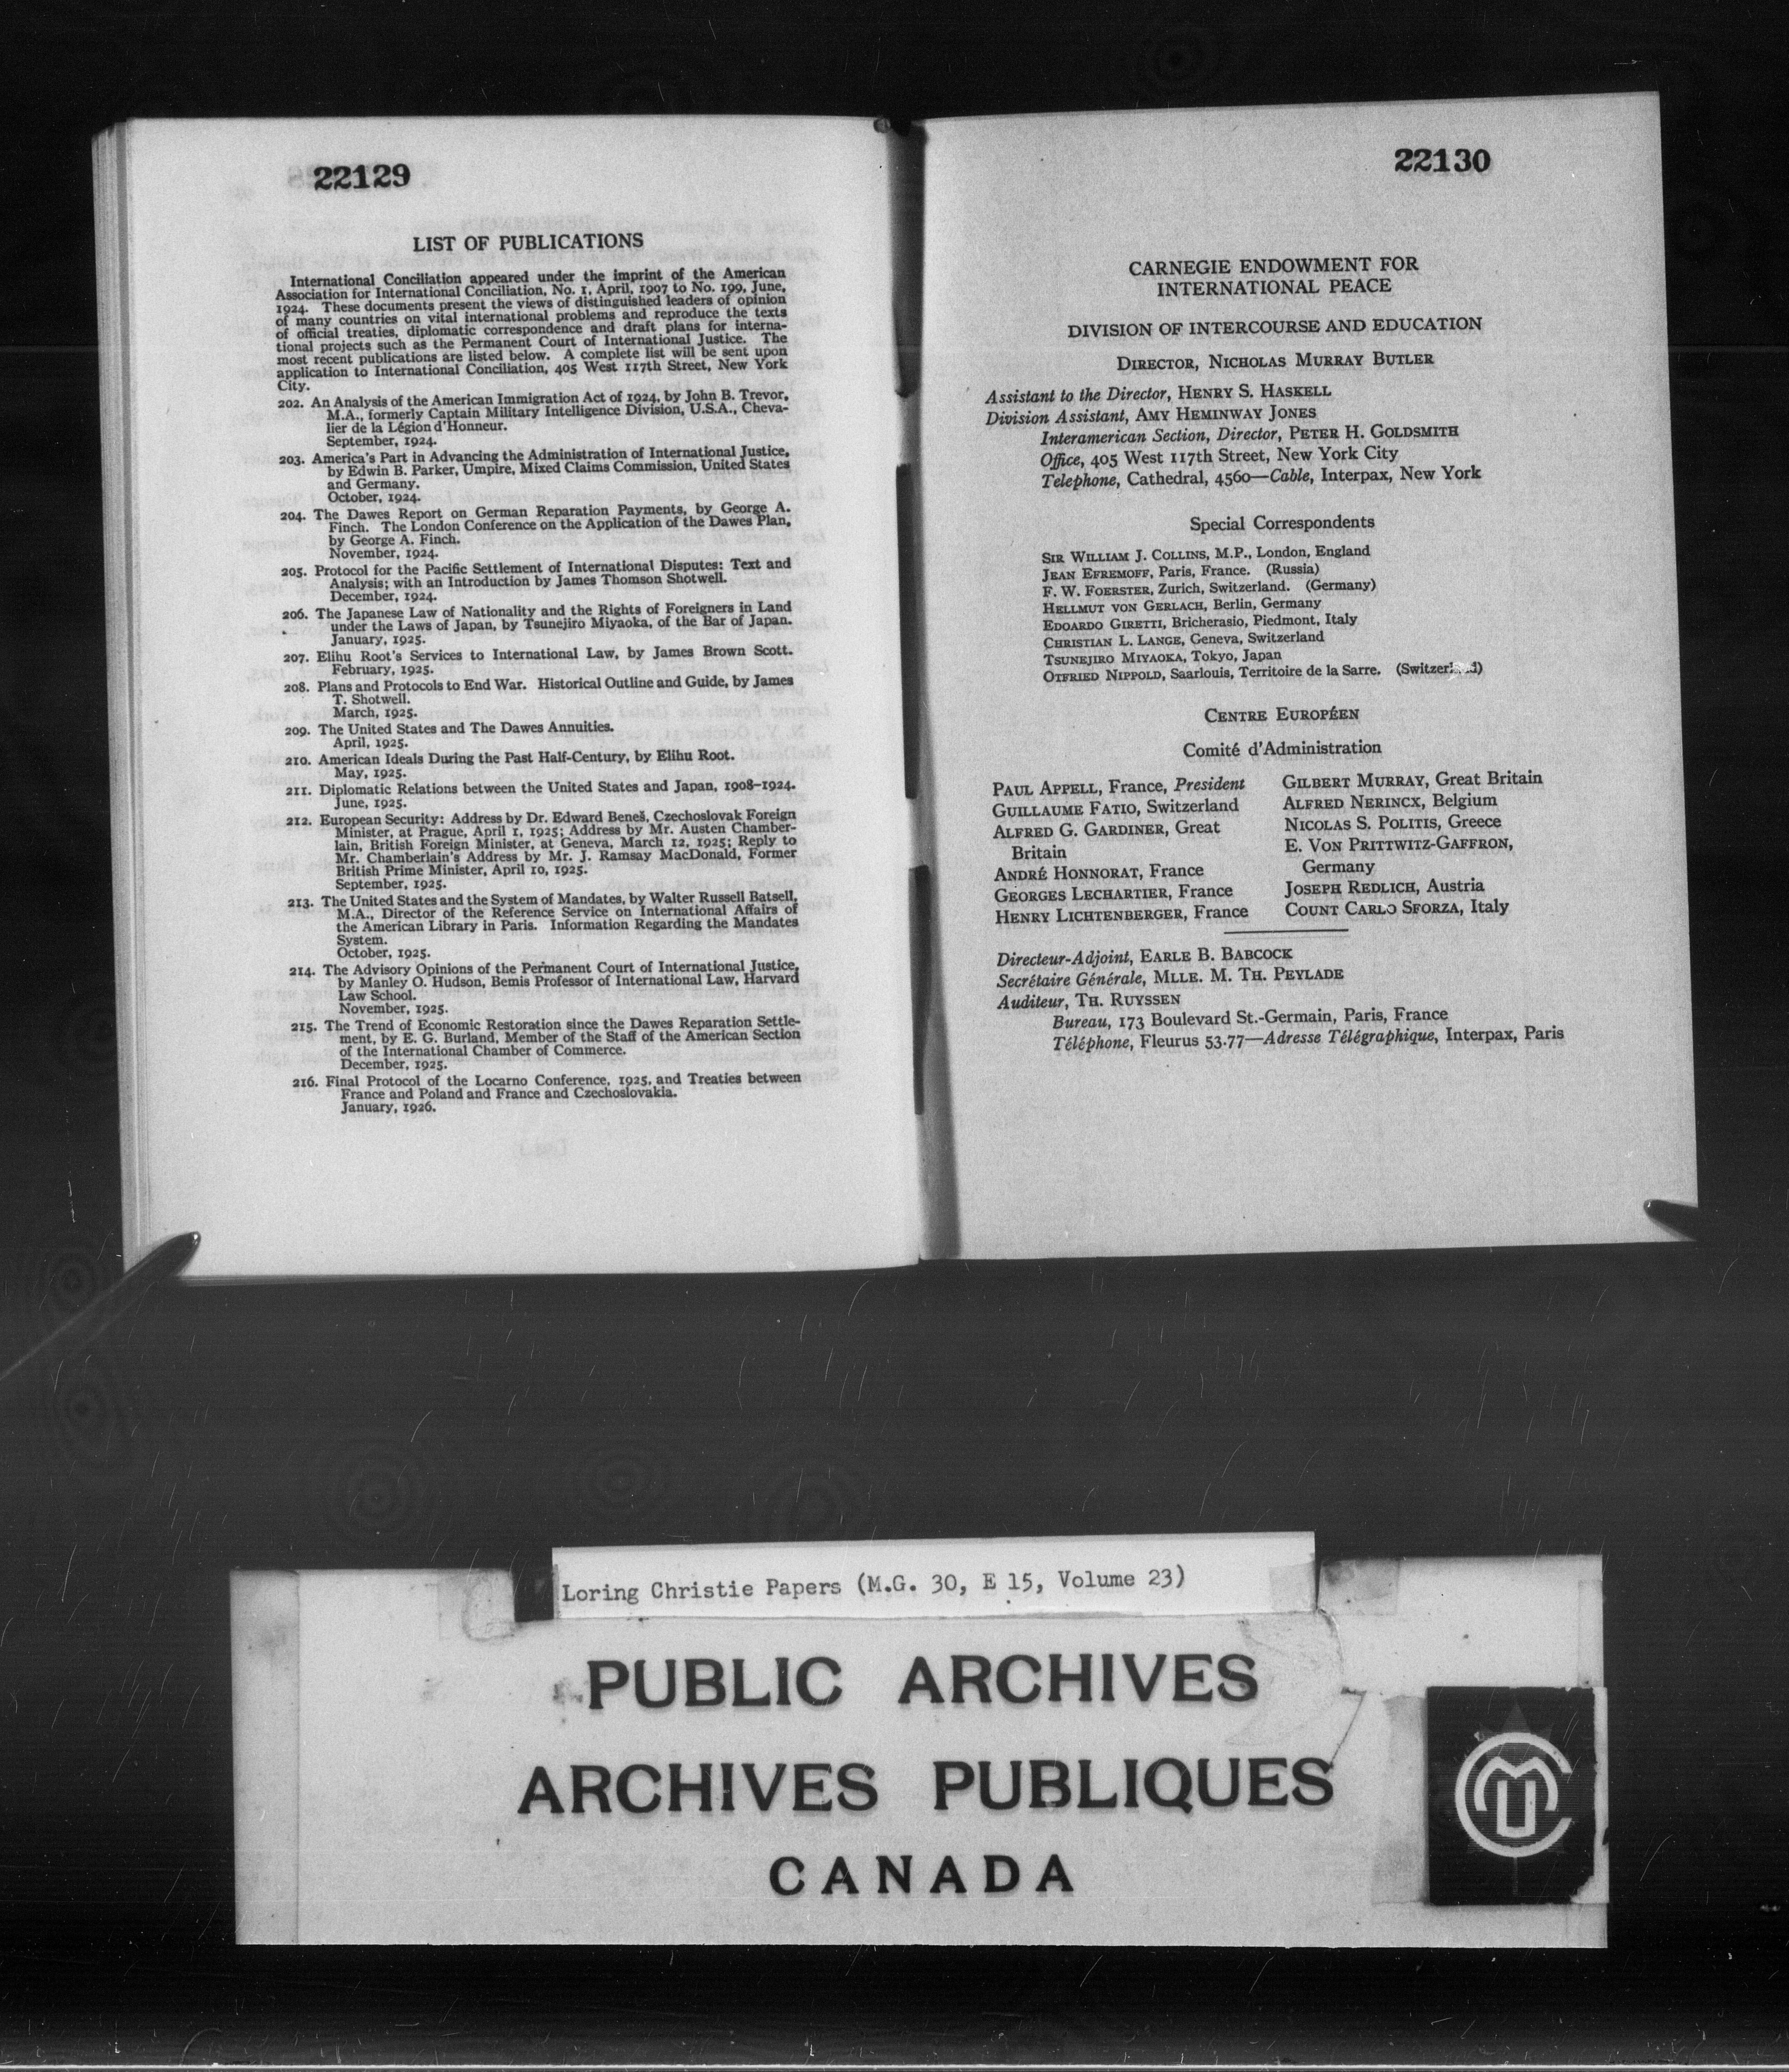 22129
LIST OF PUBLICATIONS
International Conciliation appeared under the imprint of the American
Association for International Conciliation, No. 1, April, 1907 to No. 199, June,
1924. These documents present the views of distinguished leaders of opinion
of many countries on vital international problems and reproduce the texts
of official treaties, diplomatic correspondence and draft plans for interna-
tional projects such as the Permanent Court of International Justice. The
most recent publications are listed below. A complete list will be sent upon
application to International Conciliation, 405 West 117th Street, New York
City.
202. An Analysis of the American Immigration Act of 1924, by John B. Trevor,
M.A., formerly Captain Military Intelligence Division, U.S.A., Cheva-
lier de la Légion d'Honneur.
September, 1924.
203. America's Part in Advancing the Administration of International Justice,
by Edwin B. Parker, Umpire, Mixed Claims Commission, United States
and Germany.
October, 1924.
204. The Dawes Report on German Reparation Payments, by George A.
Finch. The London Conference on the Application of the Dawes Plan,
by George A. Finch.
November, 1924.
205. Protocol for the Pacific Settlement of International Disputes: Text and
Analysis; with an Introduction by James Thomson Shotwell.
December, 1924.
206. The Japanese Law of Nationality and the Rights of Foreigners in Land
under the Laws of Japan, by Tsunejiro Miyaoka, of the Bar of Japan.
January, 1925.
207. Elihu Root's Services to International Law, by James Brown Scott.
February, 1925.
208. Plans and Protocols to End War. Historical Outline and Guide, by James
T. Shotwell.
March, 1925.
209. The United States and The Dawes Annuities.
April, 1925.
210. American Ideals During the Past Half-Century, by Elihu Root.
May, 1925.
211. Diplomatic Relations between the United States and Japan, 1908–1924.
June, 1925.
212. European Security: Address by Dr. Edward Beneš, Czechoslovak Foreign
Minister, at Prague, April 1, 1925; Address by Mr. Austen Chamber-
lain, British Foreign Minister, at Geneva, March 12, 1925; Reply to
Mr. Chamberlain's Address by Mr. J. Ramsay MacDonald, Former
British Prime Minister, April 10, 1925.
September, 1925.
213. The United States and the System of Mandates, by Walter Russell Batsell,
M.A., Director of the Reference Service on International Affairs of
the American Library in Paris. Information Regarding the Mandates
System.
October, 1925.
214. The Advisory Opinions of the Permanent Court of International Justice,
by Manley O. Hudson, Bemis Professor of International Law, Harvard
Law School.
November, 1925.
215. The Trend of Economic Restoration since the Dawes Reparation Settle-
ment, by E. G. Burland, Member of the Staff of the American Section
of the International Chamber of Commerce.
December, 1925.
216. Final Protocol of the Locarno Conference, 1925, and Treaties between
France and Poland and France and Czechoslovakia.
January, 1926.
22130
CARNEGIE ENDOWMENT FOR
INTERNATIONAL PEACE
DIVISION OF INTERCOURSE AND EDUCATION
DIRECTOR, NICHOLAS MURRAY BUTLER
Assistant to the Director, HENRY S. HASKELL
Division Assistant, AMY HEMINWAY JONES
Interamerican Section, Director, PETER H. GOLDSMITH
Office, 405 West 117th Street, New York City
Telephone, Cathedral, 4560—Cable, Interpax, New York
Special Correspondents
SIR WILLIAM J. COLLINS, M.P., London, England
JEAN EFREMOFF, Paris, France. (Russia)
F. W. FOERSTER, Zurich, Switzerland. (Germany)
HELLMUT VON GERLACH, Berlin, Germany
EDOARDO GIRETTI, Bricherasio, Piedmont, Italy
CHRISTIAN L. LANGE, Geneva, Switzerland
TSUNEJIRO MIYAOKA, Tokyo, Japan
OTFRIED NIPPOLD, Saarlouis, Territoire de la Sarre. (Switzerland)
CENTRE EUROPÉEN
Comité d'Administration
PAUL APPELL, France, President
GUILLAUME FATIO, Switzerland
ALFRED G. GARDINER, Great
Britain
ANDRÉ HONNORAT, France
GEORGES LECHARTIER, France
HENRY LICHTENBERGER, France
GILBERT MURRAY, Great Britain
ALFRED NERINCX, Belgium
NICOLAS S. POLITIS, Greece
E. VON PRITTWITZ-GAFFRON,
Germany
JOSEPH REDLICH, Austria
COUNT CARLO SFORZA, Italy
Directeur-Adjoint, EARLE B. BABCOCK
Secrétaire Générale, MLLE. M. TH. PEYLADE
Auditeur, TH. RUYSSEN
Bureau, 173 Boulevard St.-Germain, Paris, France
Téléphone, Fleurus 53.77—Adresse Télégraphique, Interpax, Paris
Loring Christie Papers (M.G. 30, E 15, Volume 23)
PUBLIC ARCHIVES
ARCHIVES PUBLIQUES
CANADA